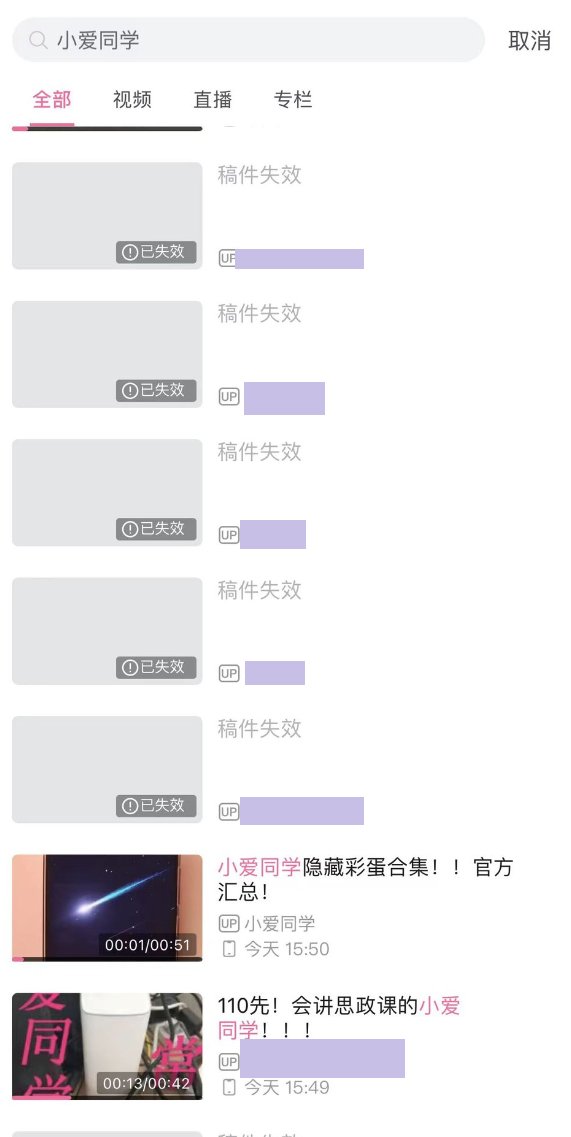 小爱同学
取消
全部
视频
直播
专栏
稿件失效
已失效
UP
稿件失效
已失效
UP
稿件失效
已失效
UP
稿件失效
已失效
UP
稿件失效
已失效
UP
小爱同学隐藏彩蛋合集！！官方
汇总！
00:01/00:51
UP 小爱同学
今天 15:50
110先！会讲思政课的小爱
同学！！！
爱
同
学
常
00:13/00:42
UP
今天 15:49